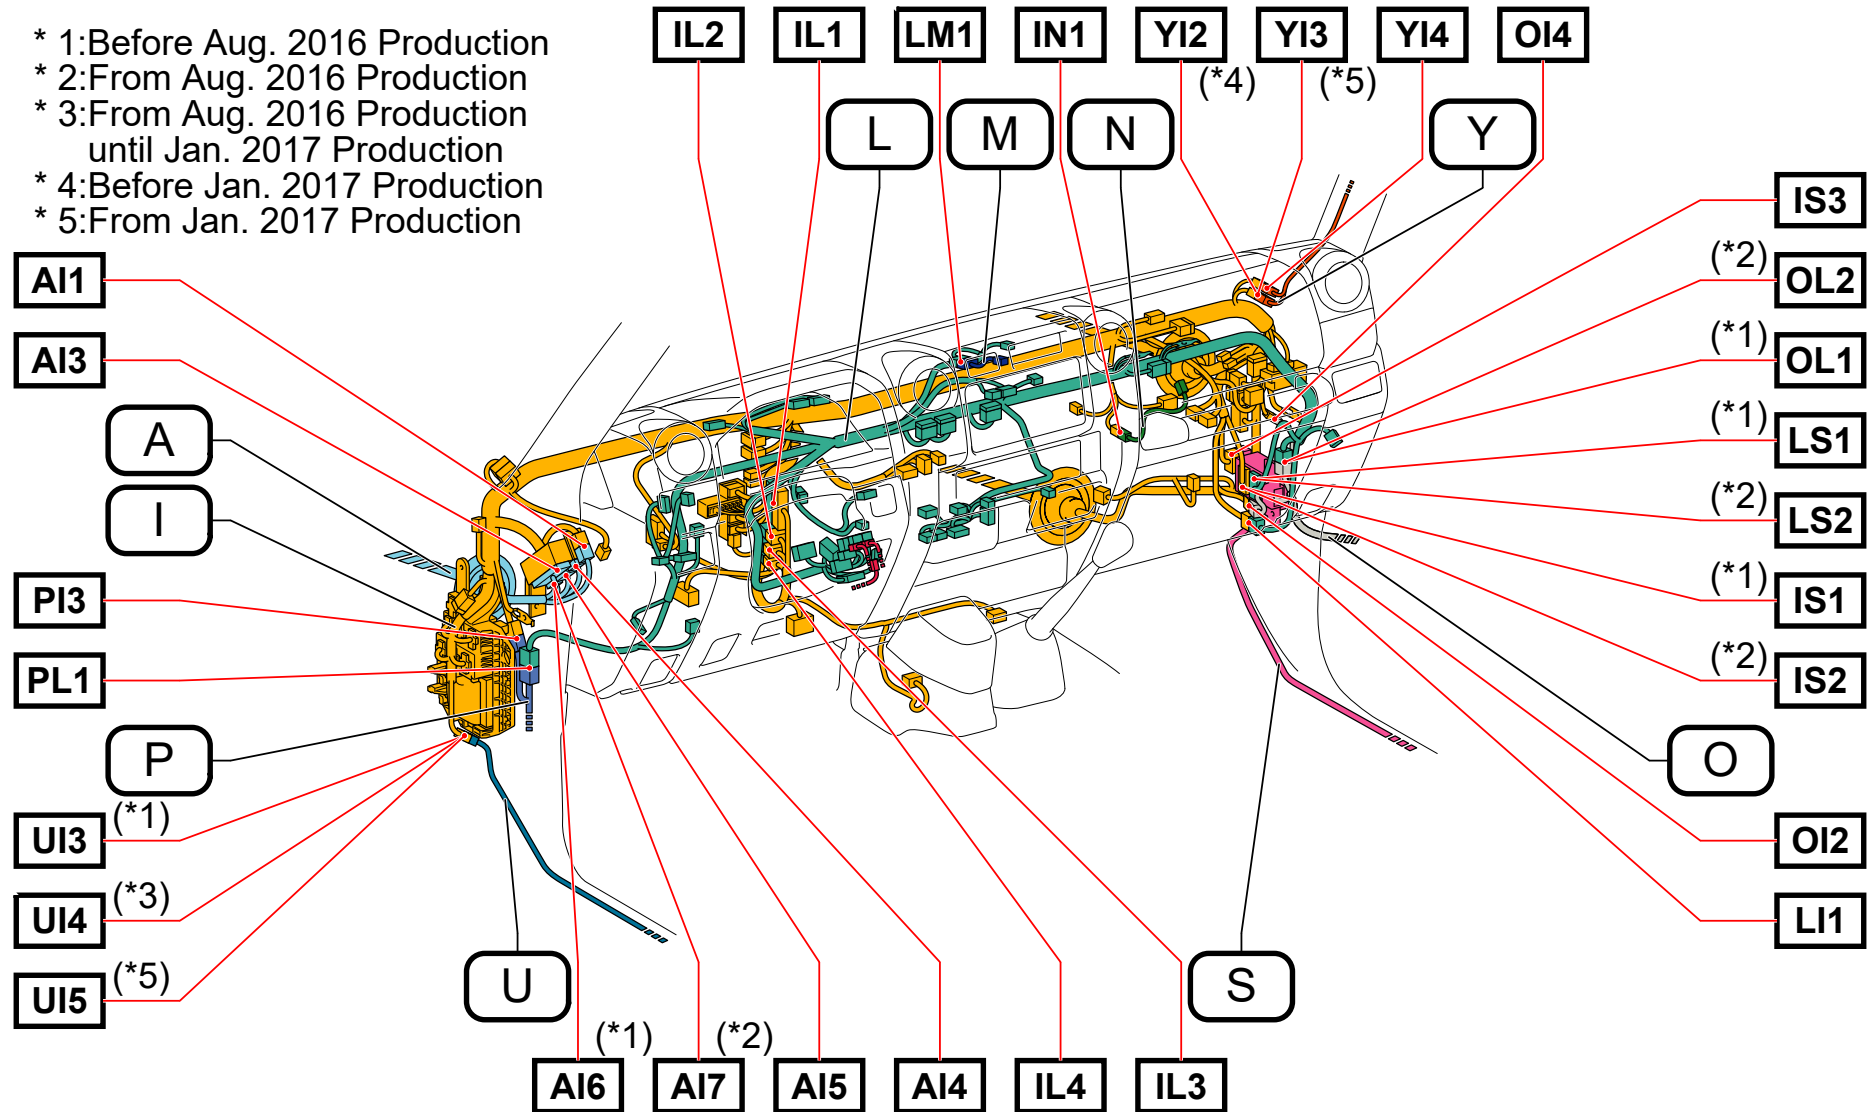 * 1:Before Aug. 2016 Production
* 2:From Aug. 2016 Production
* 3:From Aug. 2016 Production
until Jan. 2017 Production
* 4:Before Jan. 2017 Production
* 5:From Jan. 2017 Production
IL2 IL1 LM1 IN1 YI2 YI3 YI4 OI4
(*4) (*5)
L M N Y
IS3
(*2)
OL2
(*1)
OL1
(*1)
LS1
(*2)
LS2
(*1)
IS1
(*2)
IS2
O
OI2
LI1
AI1
AI3
A
I
PI3
PL1
P
UI3 (*1)
UI4 (*3)
UI5 (*5)
U S
(*1) (*2)
AI6 AI7 AI5 AI4 IL4 IL3